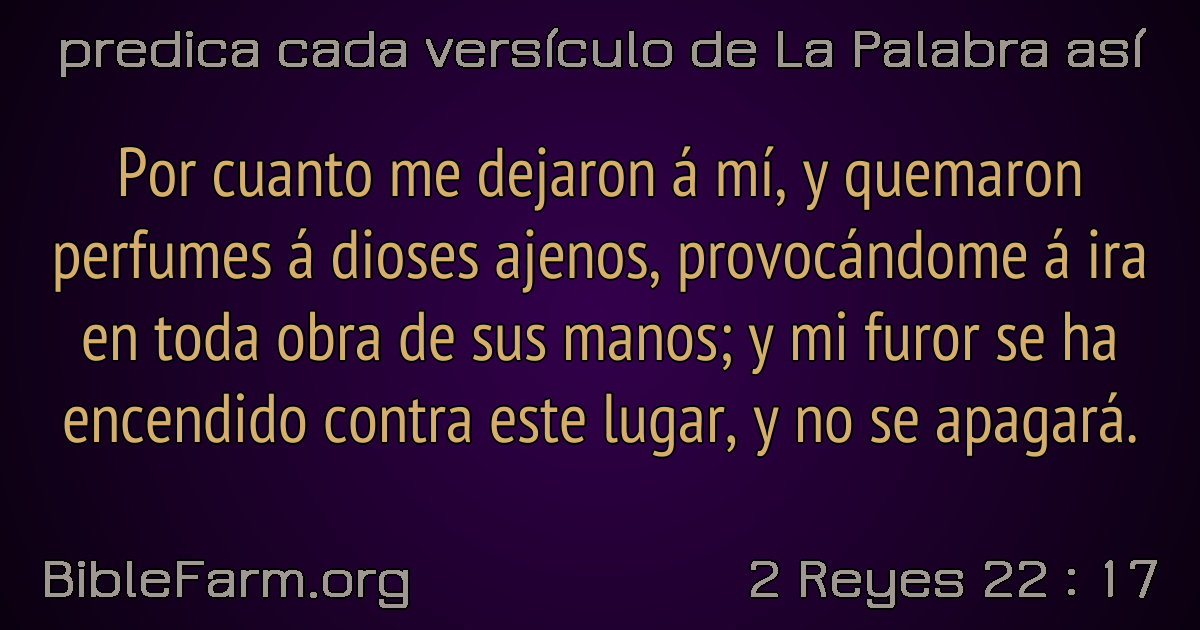 predica cada versículo de La Palabra así
Por cuanto me dejaron á mí, y quemaron
perfumes á dioses ajenos, provocándome á ira
en toda obra de sus manos; y mi furor se ha
encendido contra este lugar, y no se apagará.
BibleFarm.org
2 Reyes 22 : 17